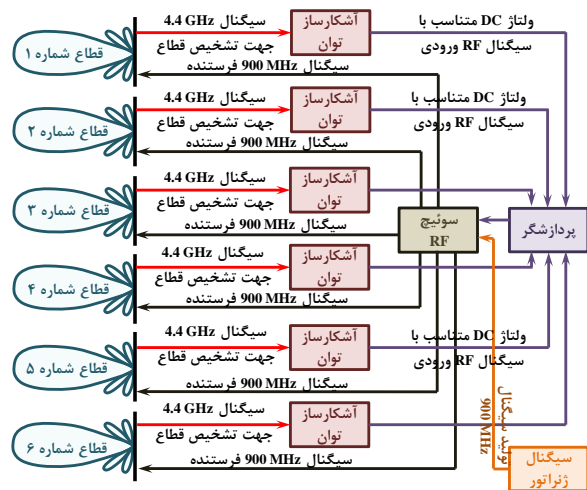 سیگنال 4.4 GHz
جهت تشخیص قطاع
آشکارساز
توان
ولتاژ DC متناسب با
سیگنال RF ورودی
قطاع شماره ۱
سیگنال 900 MHz فرستنده
سیگنال 4.4 GHz
جهت تشخیص قطاع
آشکارساز
توان
ولتاژ DC متناسب با
سیگنال RF ورودی
قطاع شماره ۲
سیگنال 900 MHz فرستنده
سیگنال 4.4 GHz
جهت تشخیص قطاع
آشکارساز
توان
قطاع شماره ۳
سیگنال 900 MHz فرستنده
سوئیچ
RF
پردازشگر
سیگنال 4.4 GHz
جهت تشخیص قطاع
آشکارساز
توان
قطاع شماره ۴
سیگنال 900 MHz فرستنده
سیگنال 4.4 GHz
جهت تشخیص قطاع
آشکارساز
توان
ولتاژ DC متناسب با
سیگنال RF ورودی
قطاع شماره ۵
سیگنال 900 MHz فرستنده
تولید سیگنال
900 MHz
سیگنال 4.4 GHz
جهت تشخیص قطاع
آشکارساز
توان
قطاع شماره ۶
سیگنال 900 MHz فرستنده
سیگنال
ژنراتور